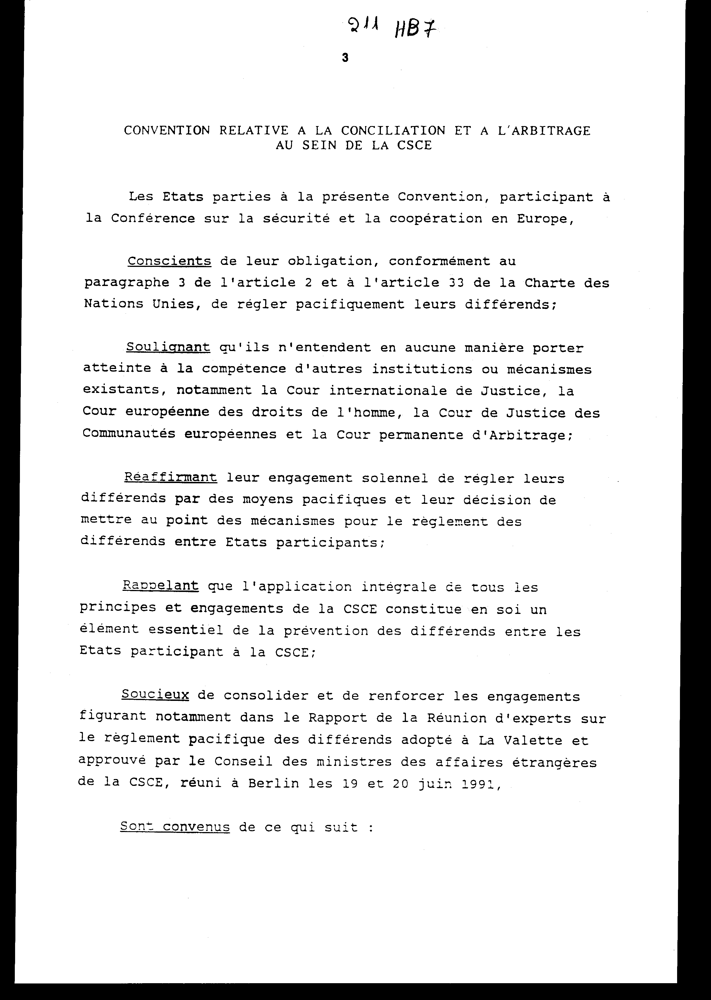 211 HB7
3
CONVENTION RELATIVE A LA CONCILIATION ET A L'ARBITRAGE
AU SEIN DE LA CSCE
Les Etats parties à la présente Convention, participant à
la Conférence sur la sécurité et la coopération en Europe,
Conscients de leur obligation, conformément au
paragraphe 3 de l'article 2 et à l'article 33 de la Charte des
Nations Unies, de régler pacifiquement leurs différends;
Soulignant qu'ils n'entendent en aucune manière porter
atteinte à la compétence d'autres institutions ou mécanismes
existants, notamment la Cour internationale de Justice, la
Cour européenne des droits de l'homme, la Cour de Justice des
Communautés européennes et la Cour permanente d'Arbitrage;
Réaffirmant leur engagement solennel de régler leurs
différends par des moyens pacifiques et leur décision de
mettre au point des mécanismes pour le règlement des
différends entre Etats participants;
Rappelant que l'application intégrale de tous les
principes et engagements de la CSCE constitue en soi un
élément essentiel de la prévention des différends entre les
Etats participant à la CSCE;
Soucieux de consolider et de renforcer les engagements
figurant notamment dans le Rapport de la Réunion d'experts sur
le règlement pacifique des différends adopté à La Valette et
approuvé par le Conseil des ministres des affaires étrangères
de la CSCE, réuni à Berlin les 19 et 20 juin 1991,
Sont convenus de ce qui suit :